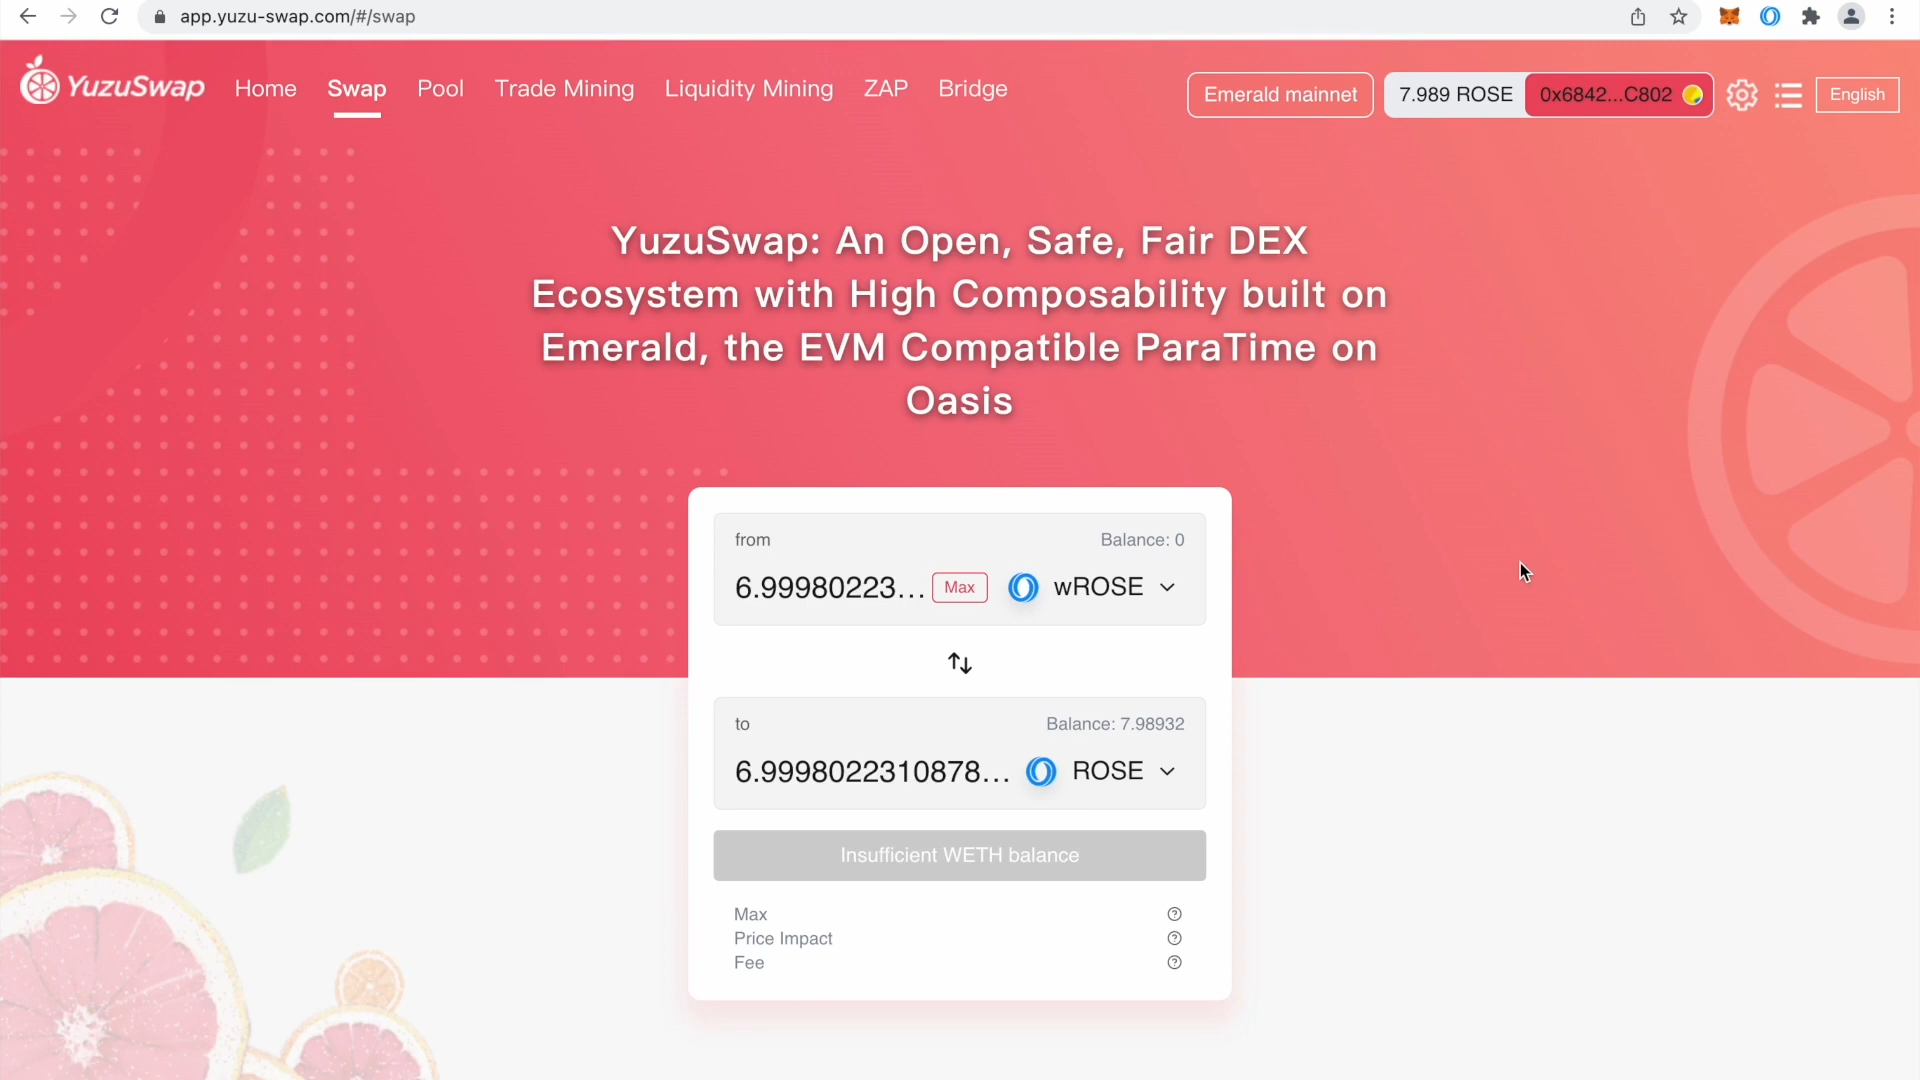 app.yuzu-swap.com/#/swap
YuzuSwap Home Swap Pool Trade Mining Liquidity Mining ZAP Bridge Emerald mainnet 7.989 ROSE 0x6842...C802 English
YuzuSwap: An Open, Safe, Fair DEX
Ecosystem with High Composability built on
Emerald, the EVM Compatible ParaTime on
Oasis
from Balance: 0
6.99980223... Max wROSE
to Balance: 7.98932
6.9998022310878... ROSE
Insufficient WETH balance
Max
Price Impact
Fee